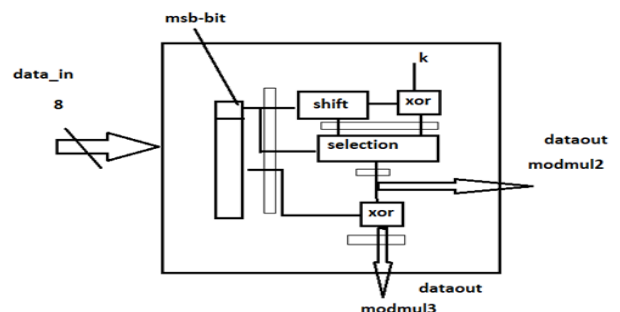 msb-bit
data_in
8
k
shift
xor
selection
dataout
modmul2
xor
dataout
modmul3